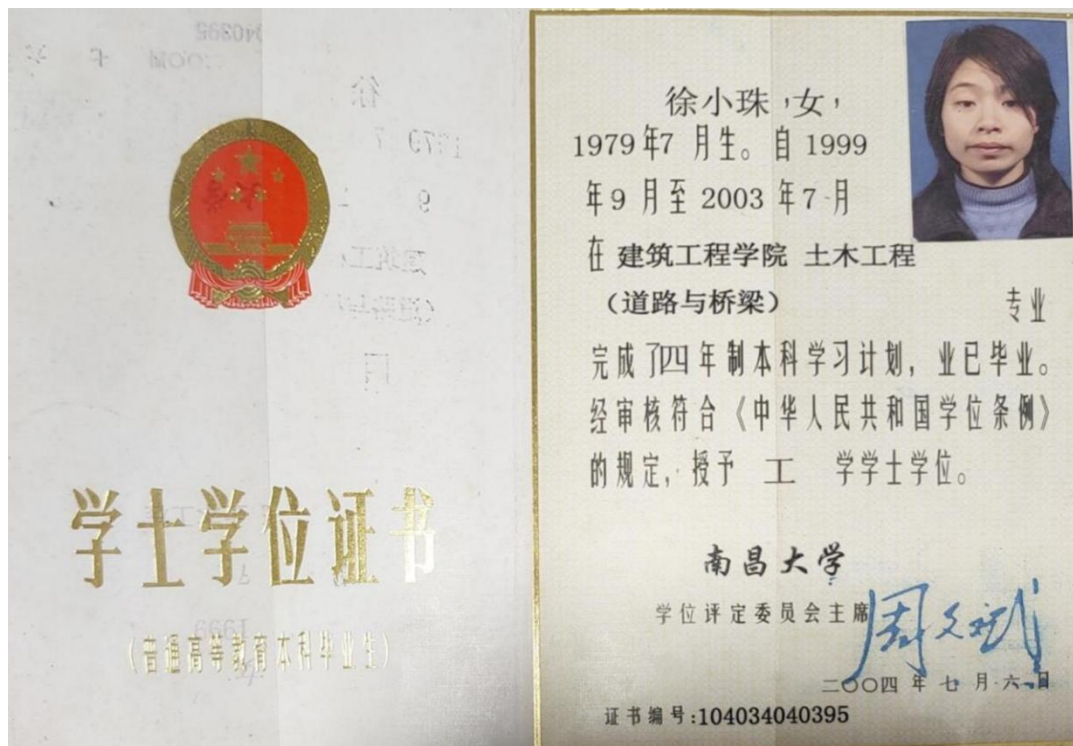 学士学位证书
(普通高等教育本科毕业生)
徐小珠,女,
1979年7月生。自1999
年9月至2003年7月
在 建筑工程学院 土木工程
(道路与桥梁) 专业
完成了四年制本科学习计划,业已毕业。
经审核符合《中华人民共和国学位条例》
的规定,授予 工 学学士学位。
南昌大学
学位评定委员会主席 周文斌
二〇〇四年七月六日
证书编号:104034040395